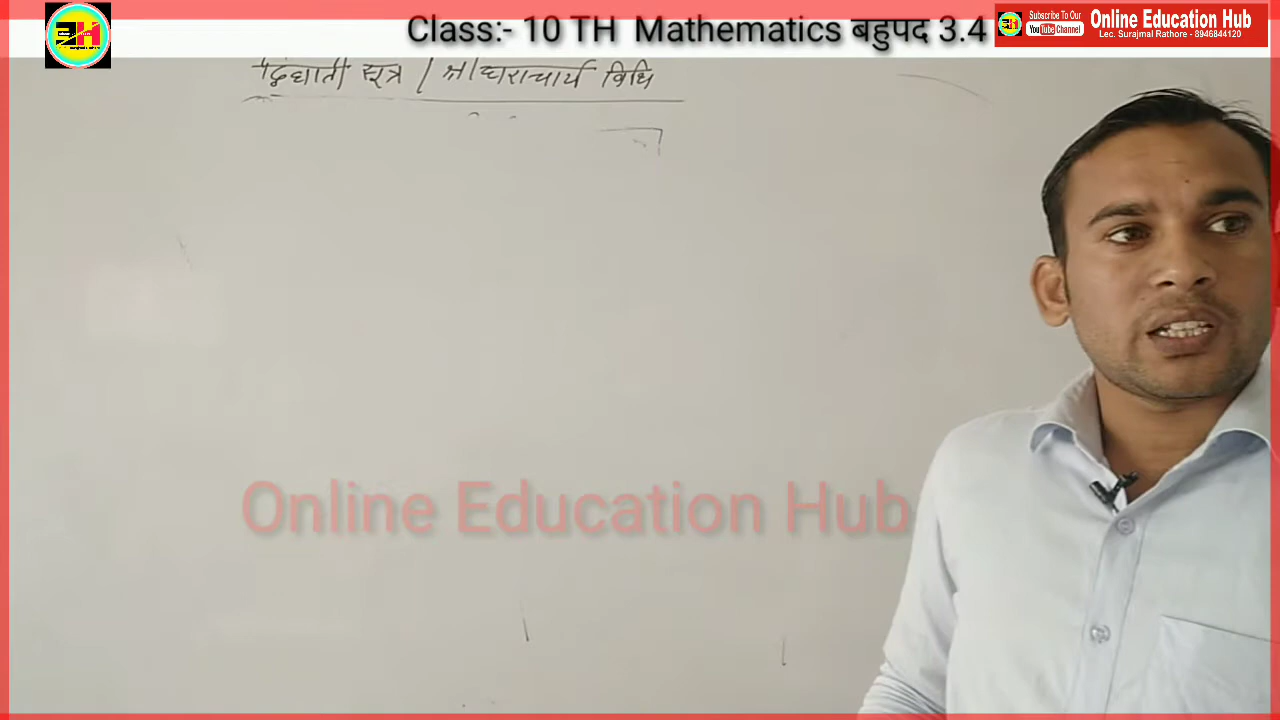 Class:- 10 TH Mathematics बहुपद 3.4
Subscribe To Our
YouTube Channel
Online Education Hub
Lec. Surajmal Rathore - 8946844120
द्विघाती सूत्र / श्रीधराचार्य विधि
Online Education Hub